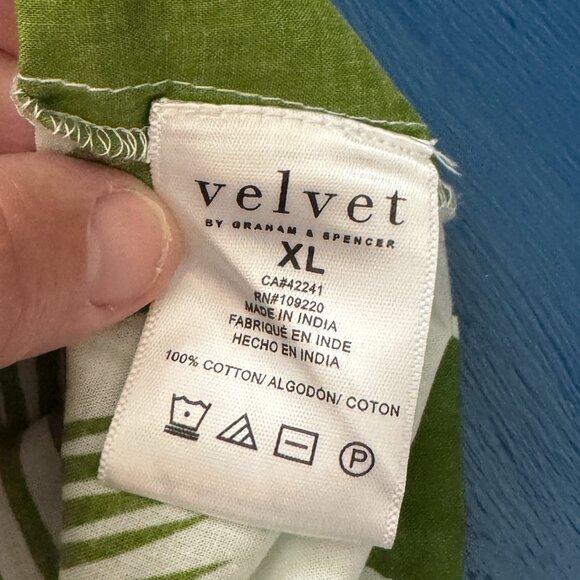 velvet
BY GRAHAM & SPENCER
XL
CA#42241
RN#109220
MADE IN INDIA
FABRIQUÉ EN INDE
HECHO EN INDIA
100% COTTON/ ALGODÓN/ COTON
P